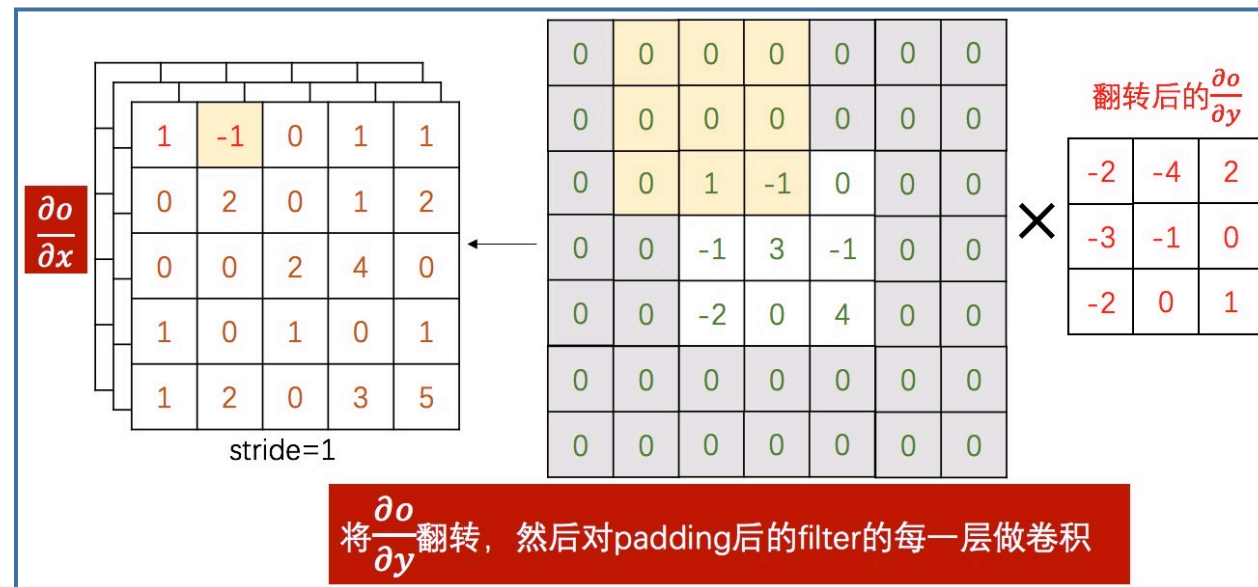 ∂o/∂x
1 -1 0 1 1
0 2 0 1 2
0 0 2 4 0
1 0 1 0 1
1 2 0 3 5
stride=1
0 0 0 0 0 0 0
0 0 0 0 0 0 0
0 0 1 -1 0 0 0
0 0 -1 3 -1 0 0
0 0 -2 0 4 0 0
0 0 0 0 0 0 0
0 0 0 0 0 0 0
×
翻转后的∂o/∂y
-2 -4 2
-3 -1 0
-2 0 1
将∂o/∂y翻转，然后对padding后的filter的每一层做卷积